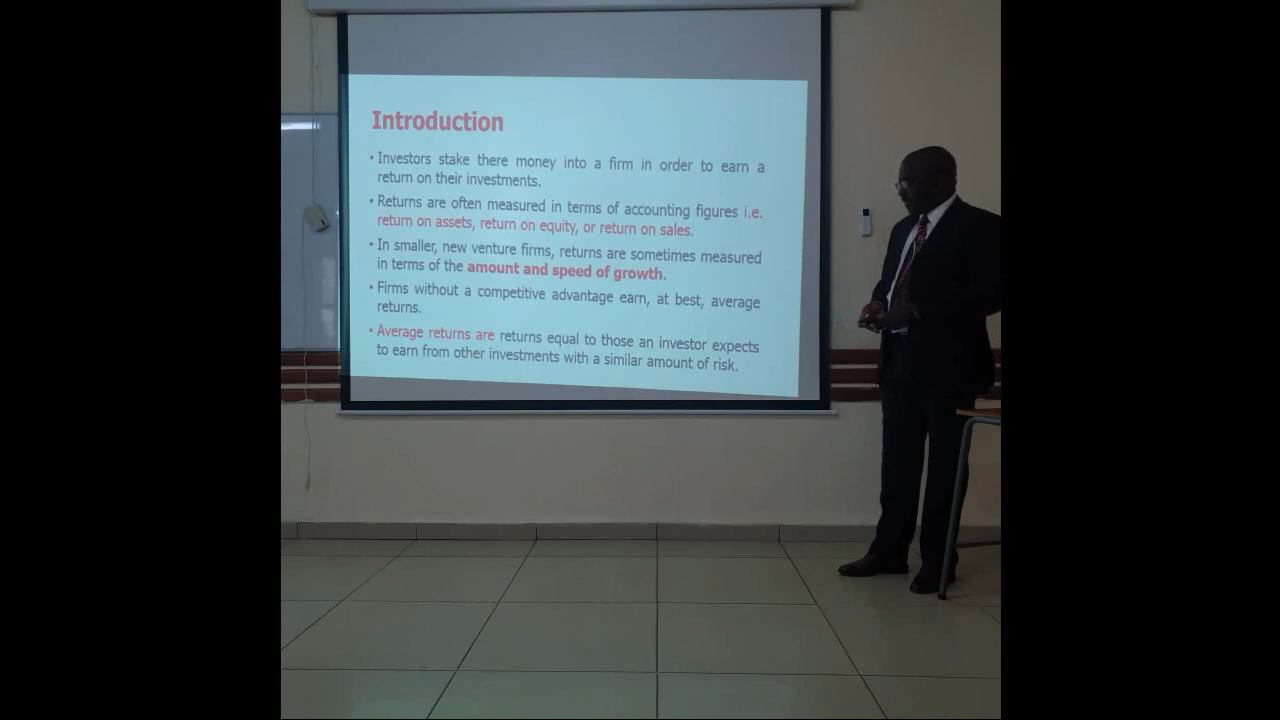 Introduction
• Investors stake there money into a firm in order to earn a
return on their investments.
• Returns are often measured in terms of accounting figures i.e.
return on assets, return on equity, or return on sales.
• In smaller, new venture firms, returns are sometimes measured
in terms of the amount and speed of growth.
• Firms without a competitive advantage earn, at best, average
returns.
• Average returns are returns equal to those an investor expects
to earn from other investments with a similar amount of risk.